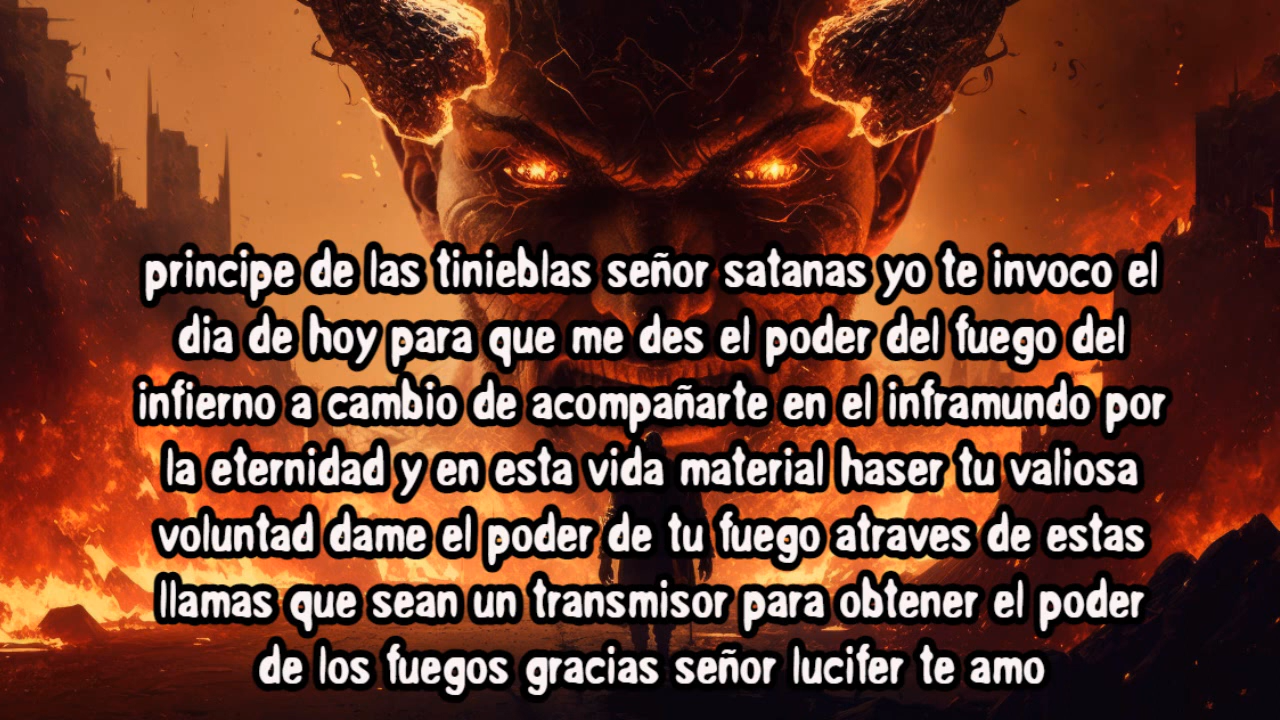 principe de las tinieblas señor satanas yo te invoco el
dia de hoy para que me des el poder del fuego del
infierno a cambio de acompañarte en el inframundo por
la eternidad y en esta vida material haser tu valiosa
voluntad dame el poder de tu fuego atraves de estas
llamas que sean un transmisor para obtener el poder
de los fuegos gracias señor lucifer te amo